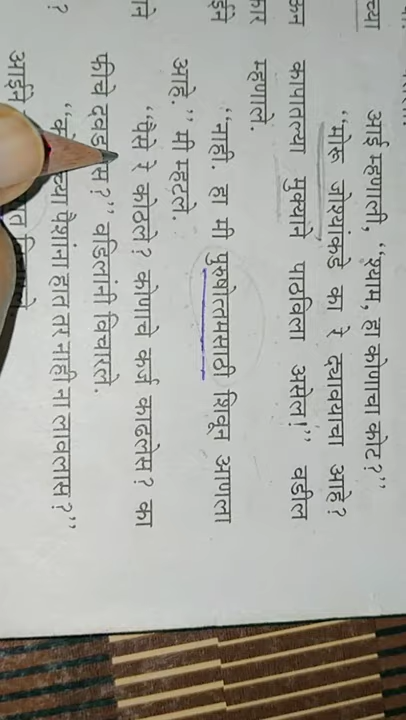 आई म्हणाली, “श्याम, हा कोणाचा कोट?”
“मोरू जोश्यांकडे का रे द्यावयाचा आहे?
कापातल्या मुक्याने पाठविला असेल!” वडील
म्हणाले.
“नाही. हा मी पुरुषोत्तमसाठी शिवून आणला
आहे.” मी म्हटले.
“पैसे रे कोठले? कोणाचे कर्ज काढलेस? का
फीचे दवडलेस?” वडिलांनी विचारले.
पैशांना हात तर नाही ना लावलास?”
आईने